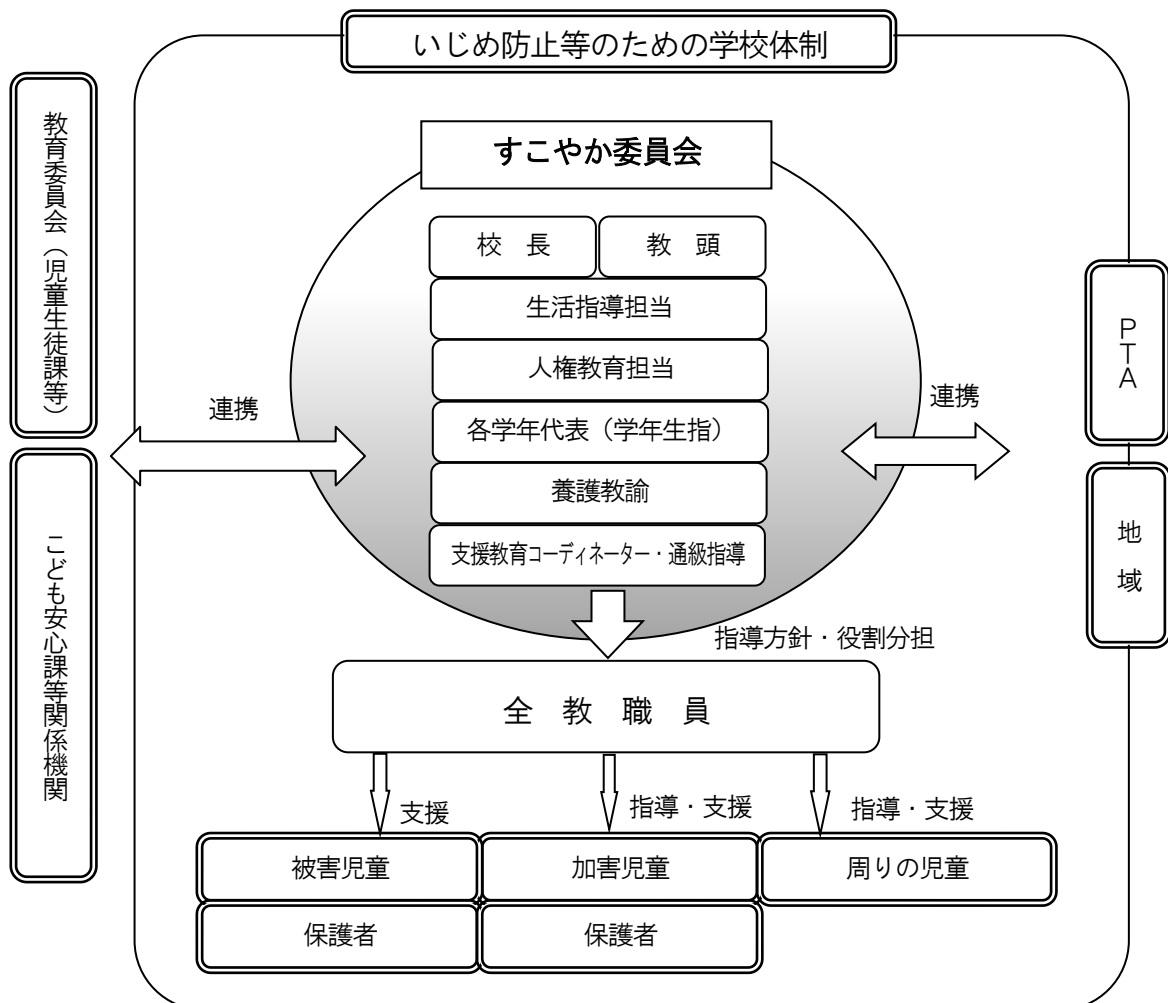 いじめ防止等のための学校体制
教育委員会（児童生徒課等）
こども安心課等関係機関
すこやか委員会
校　長
教　頭
生活指導担当
人権教育担当
各学年代表（学年生指）
養護教諭
支援教育コーディネーター・通級指導
連携
連携
PTA
地　域
指導方針・役割分担
全　教　職　員
支援
指導・支援
指導・支援
被害児童
加害児童
周りの児童
保護者
保護者